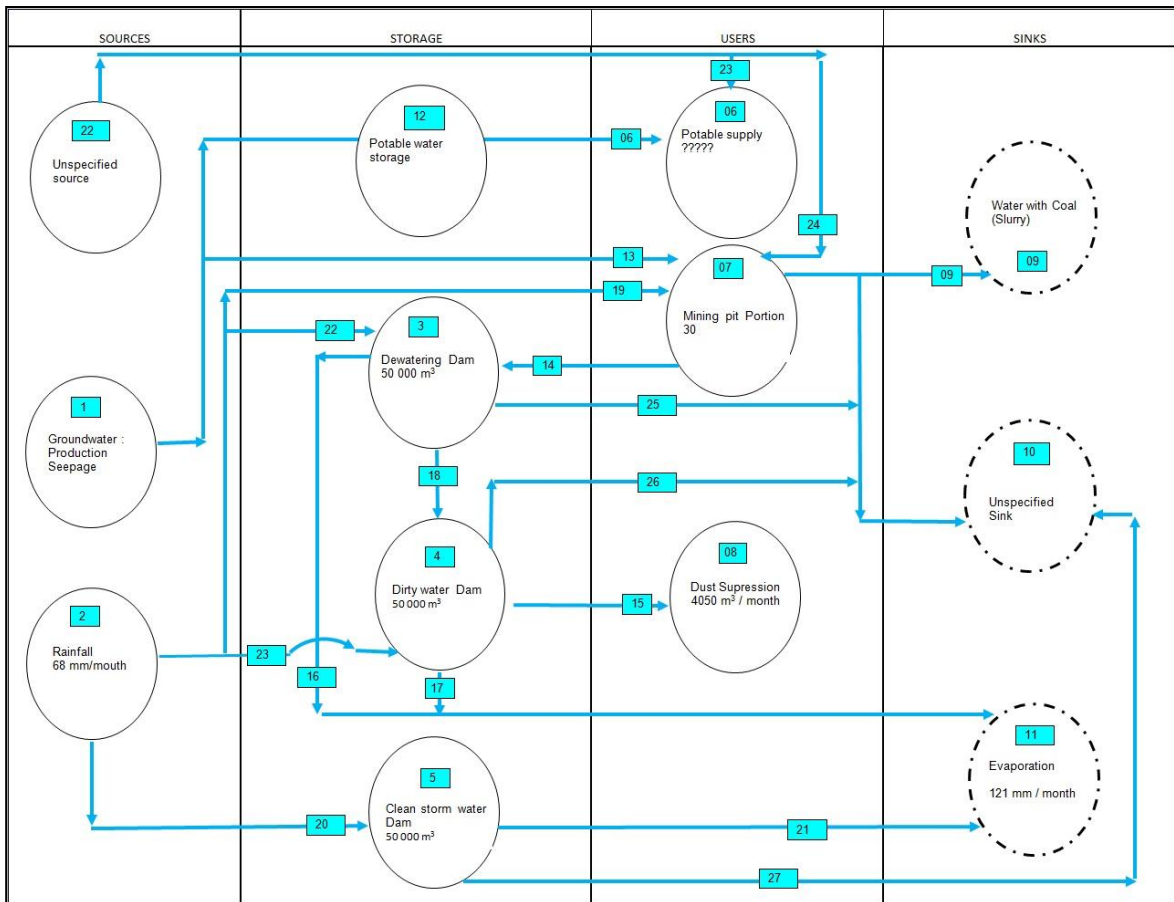 SOURCES
STORAGE
USERS
SINKS
22
Unspecified
source
1
Groundwater :
Production
Seepage
2
Rainfall
68 mm/mouth
12
Potable water
storage
3
Dewatering Dam
50 000 m³
4
Dirty water Dam
50 000 m³
5
Clean storm water
Dam
50 000 m³
06
Potable supply
?????
07
Mining pit Portion
30
08
Dust Supression
4050 m³ / month
Water with Coal
(Slurry)
09
10
Unspecified
Sink
11
Evaporation
121 mm / month
23
06
24
13
19
09
22
14
25
18
26
15
23
16
17
20
21
27